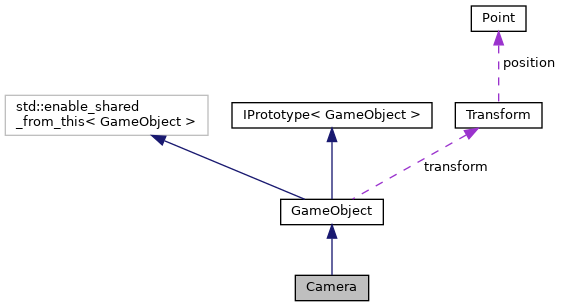 Point
position
std::enable_shared
_from_this< GameObject >
IPrototype< GameObject >
Transform
transform
GameObject
Camera